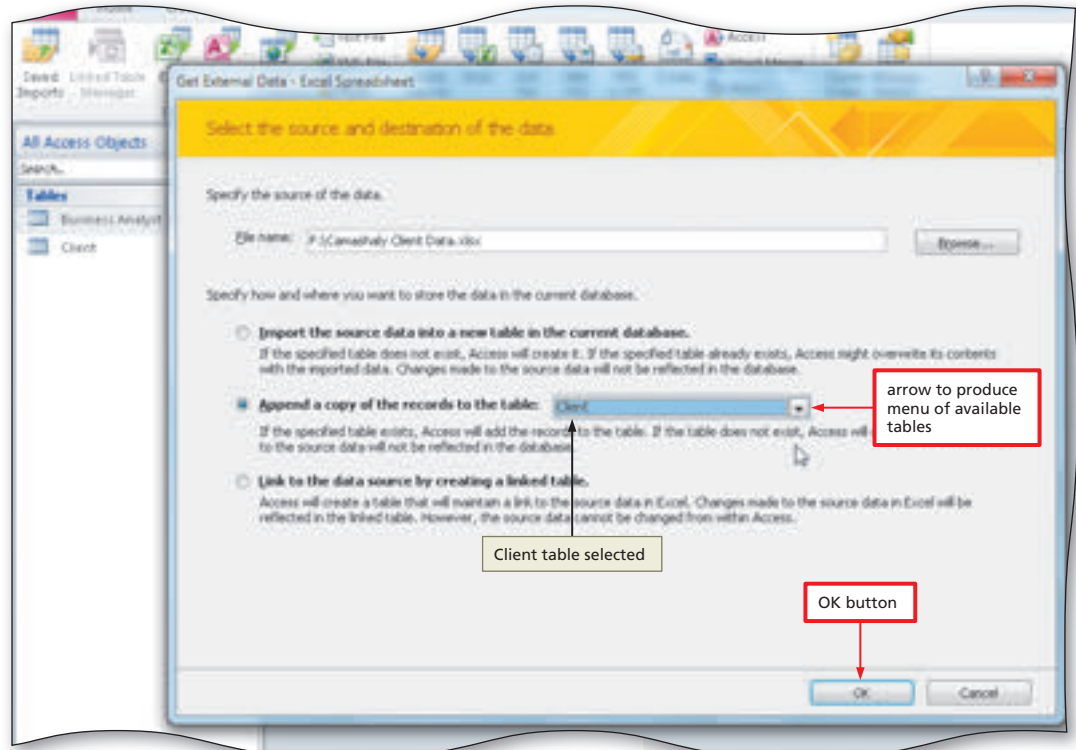 Saved
Imports
Linked Table
Manager
Text File
Access
Get External Data - Excel Spreadsheet
Select the source and destination of the data
All Access Objects
Search..
Tables
Business Analyst
Client
Specify the source of the data.
File name:
F:\Camashaly Client Data.xlsx
Browse...
Specify how and where you want to store the data in the current database.
Import the source data into a new table in the current database.
If the specified table does not exist, Access will create it. If the specified table already exists, Access might overwrite its contents
with the imported data. Changes made to the source data will not be reflected in the database.
Append a copy of the records to the table:
Client
arrow to produce
menu of available
tables
If the specified table exists, Access will add the records to the table. If the table does not exist, Access will
to the source data will not be reflected in the database.
Link to the data source by creating a linked table.
Access will create a table that will maintain a link to the source data in Excel. Changes made to the source data in Excel will be
reflected in the linked table. However, the source data cannot be changed from within Access.
Client table selected
OK button
OK
Cancel